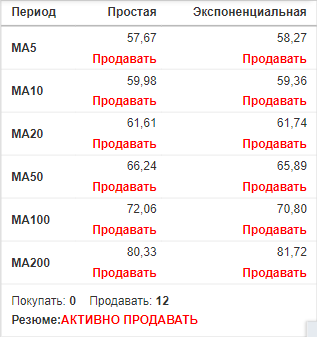 Период Простая Экспоненциальная
57,67 58,27
MA5
Продавать Продавать
59,98 59,36
MA10
Продавать Продавать
61,61 61,74
MA20
Продавать Продавать
66,24 65,89
MA50
Продавать Продавать
72,06 70,80
MA100
Продавать Продавать
80,33 81,72
MA200
Продавать Продавать
Покупать: 0 Продавать: 12
Резюме:АКТИВНО ПРОДАВАТЬ